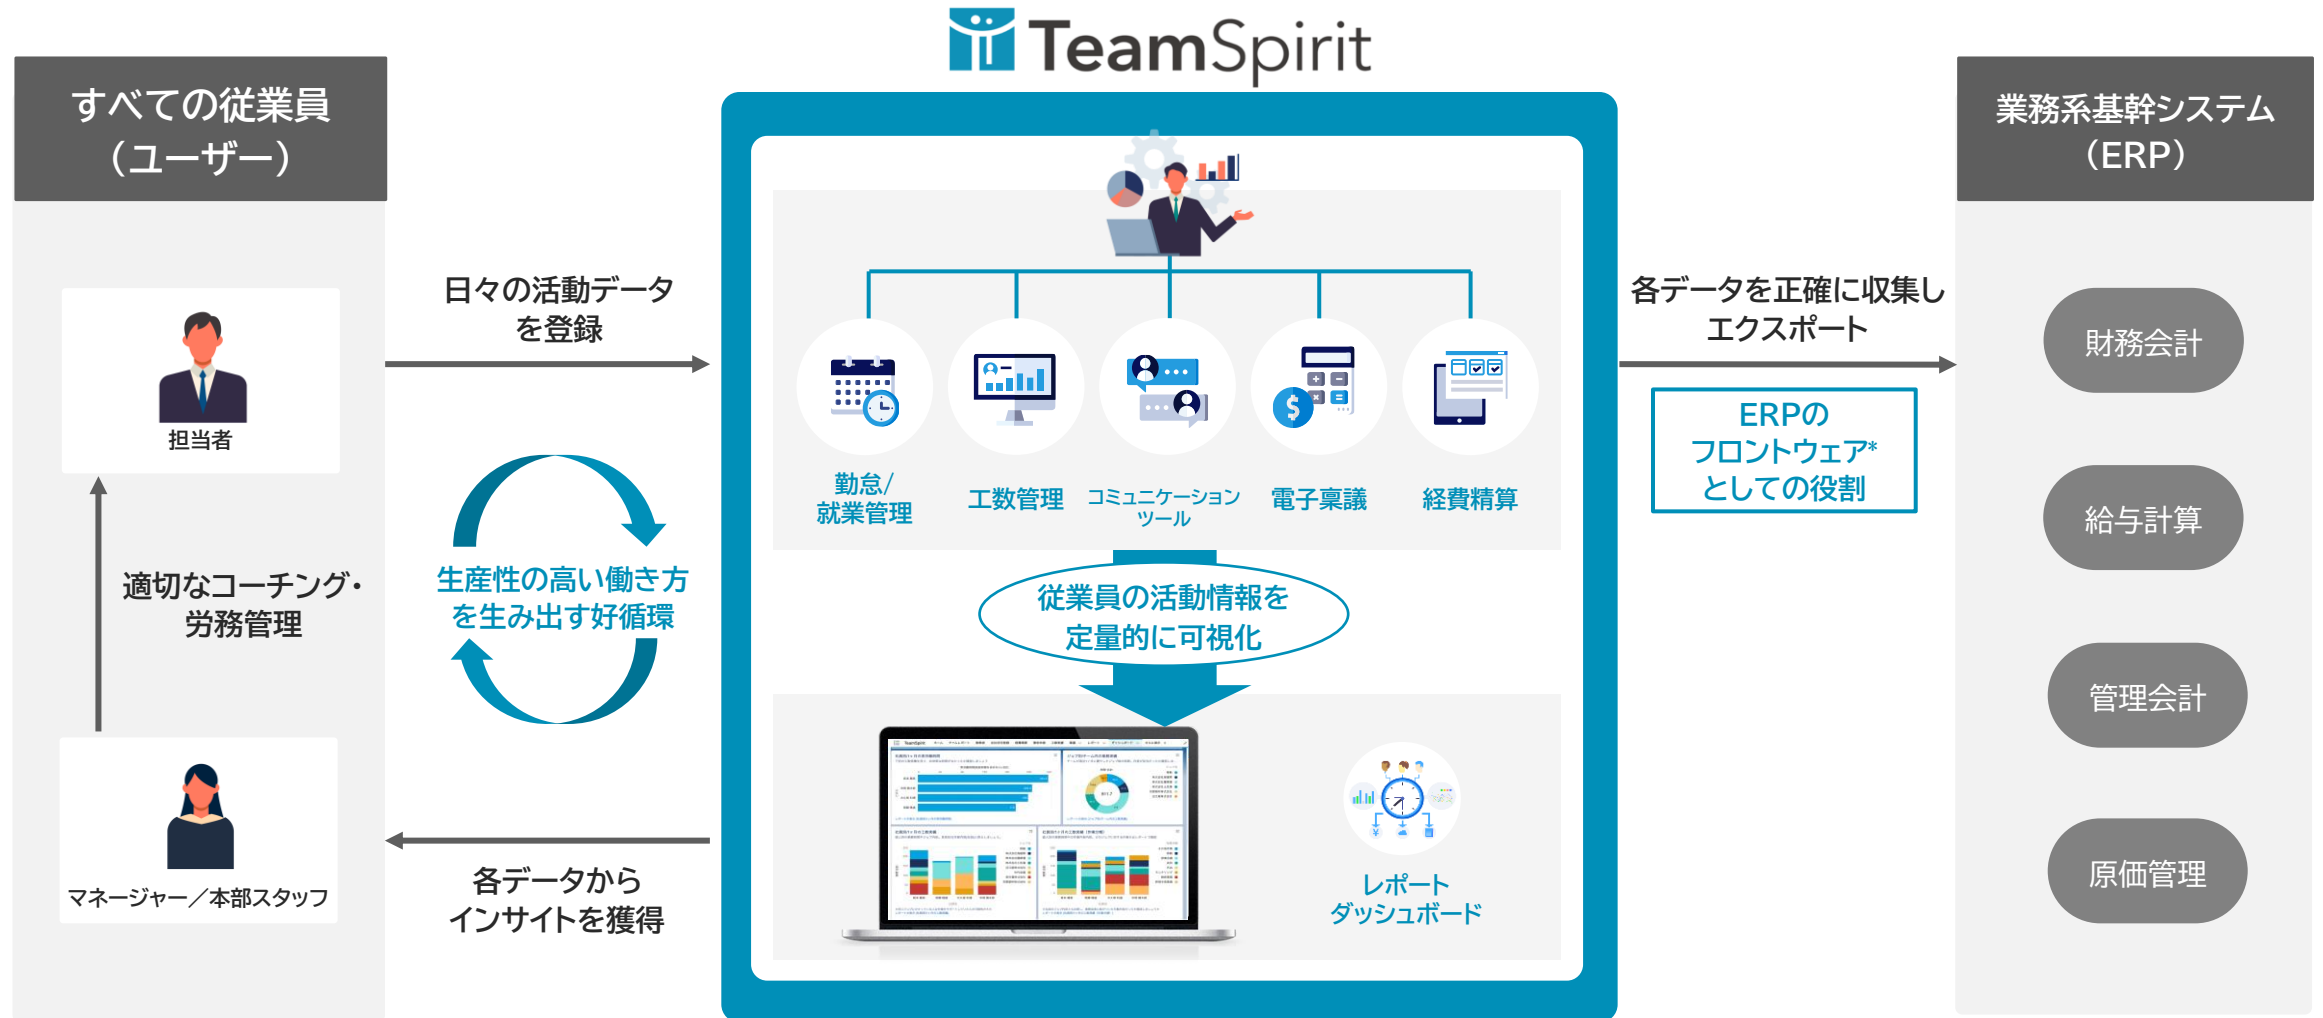 TeamSpirit
すべての従業員
（ユーザー）
担当者
適切なコーチング・
労務管理
マネージャー／本部スタッフ
日々の活動データ
を登録
生産性の高い働き方
を生み出す好循環
各データから
インサイトを獲得
勤怠/
就業管理
工数管理
コミュニケーション
ツール
電子稟議
経費精算
従業員の活動情報を
定量的に可視化
レポート
ダッシュボード
各データを正確に収集し
エクスポート
ERPの
フロントウェア*
としての役割
業務系基幹システム
（ERP）
財務会計
給与計算
管理会計
原価管理